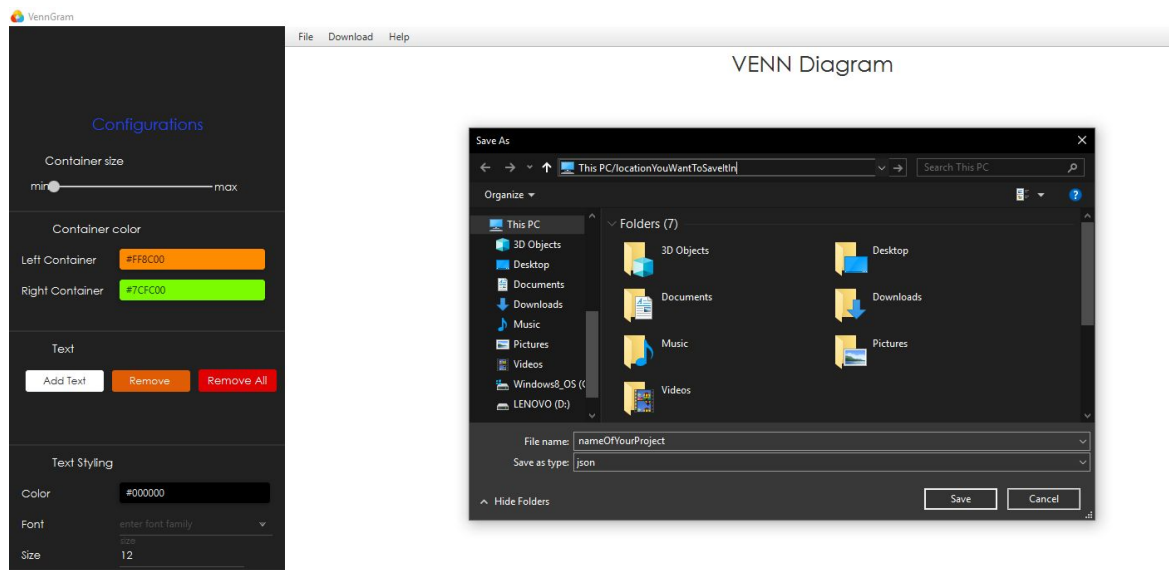 VennGram
File Download Help
VENN Diagram
Configurations
Container size
min max
Container color
Left Container #FF8C00
Right Container #7CFC00
Text
Add Text Remove Remove All
Text Styling
Color #000000
Font enter font family
size
Size 12
Save As
This PC/locationYouWantToSaveItIn Search This PC
Organize
This PC
3D Objects
Desktop
Documents
Downloads
Music
Pictures
Videos
Windows8_OS (C
LENOVO (D:)
Folders (7)
3D Objects Desktop
Documents Downloads
Music Pictures
Videos
File name: nameOfYourProject
Save as type: json
Hide Folders Save Cancel